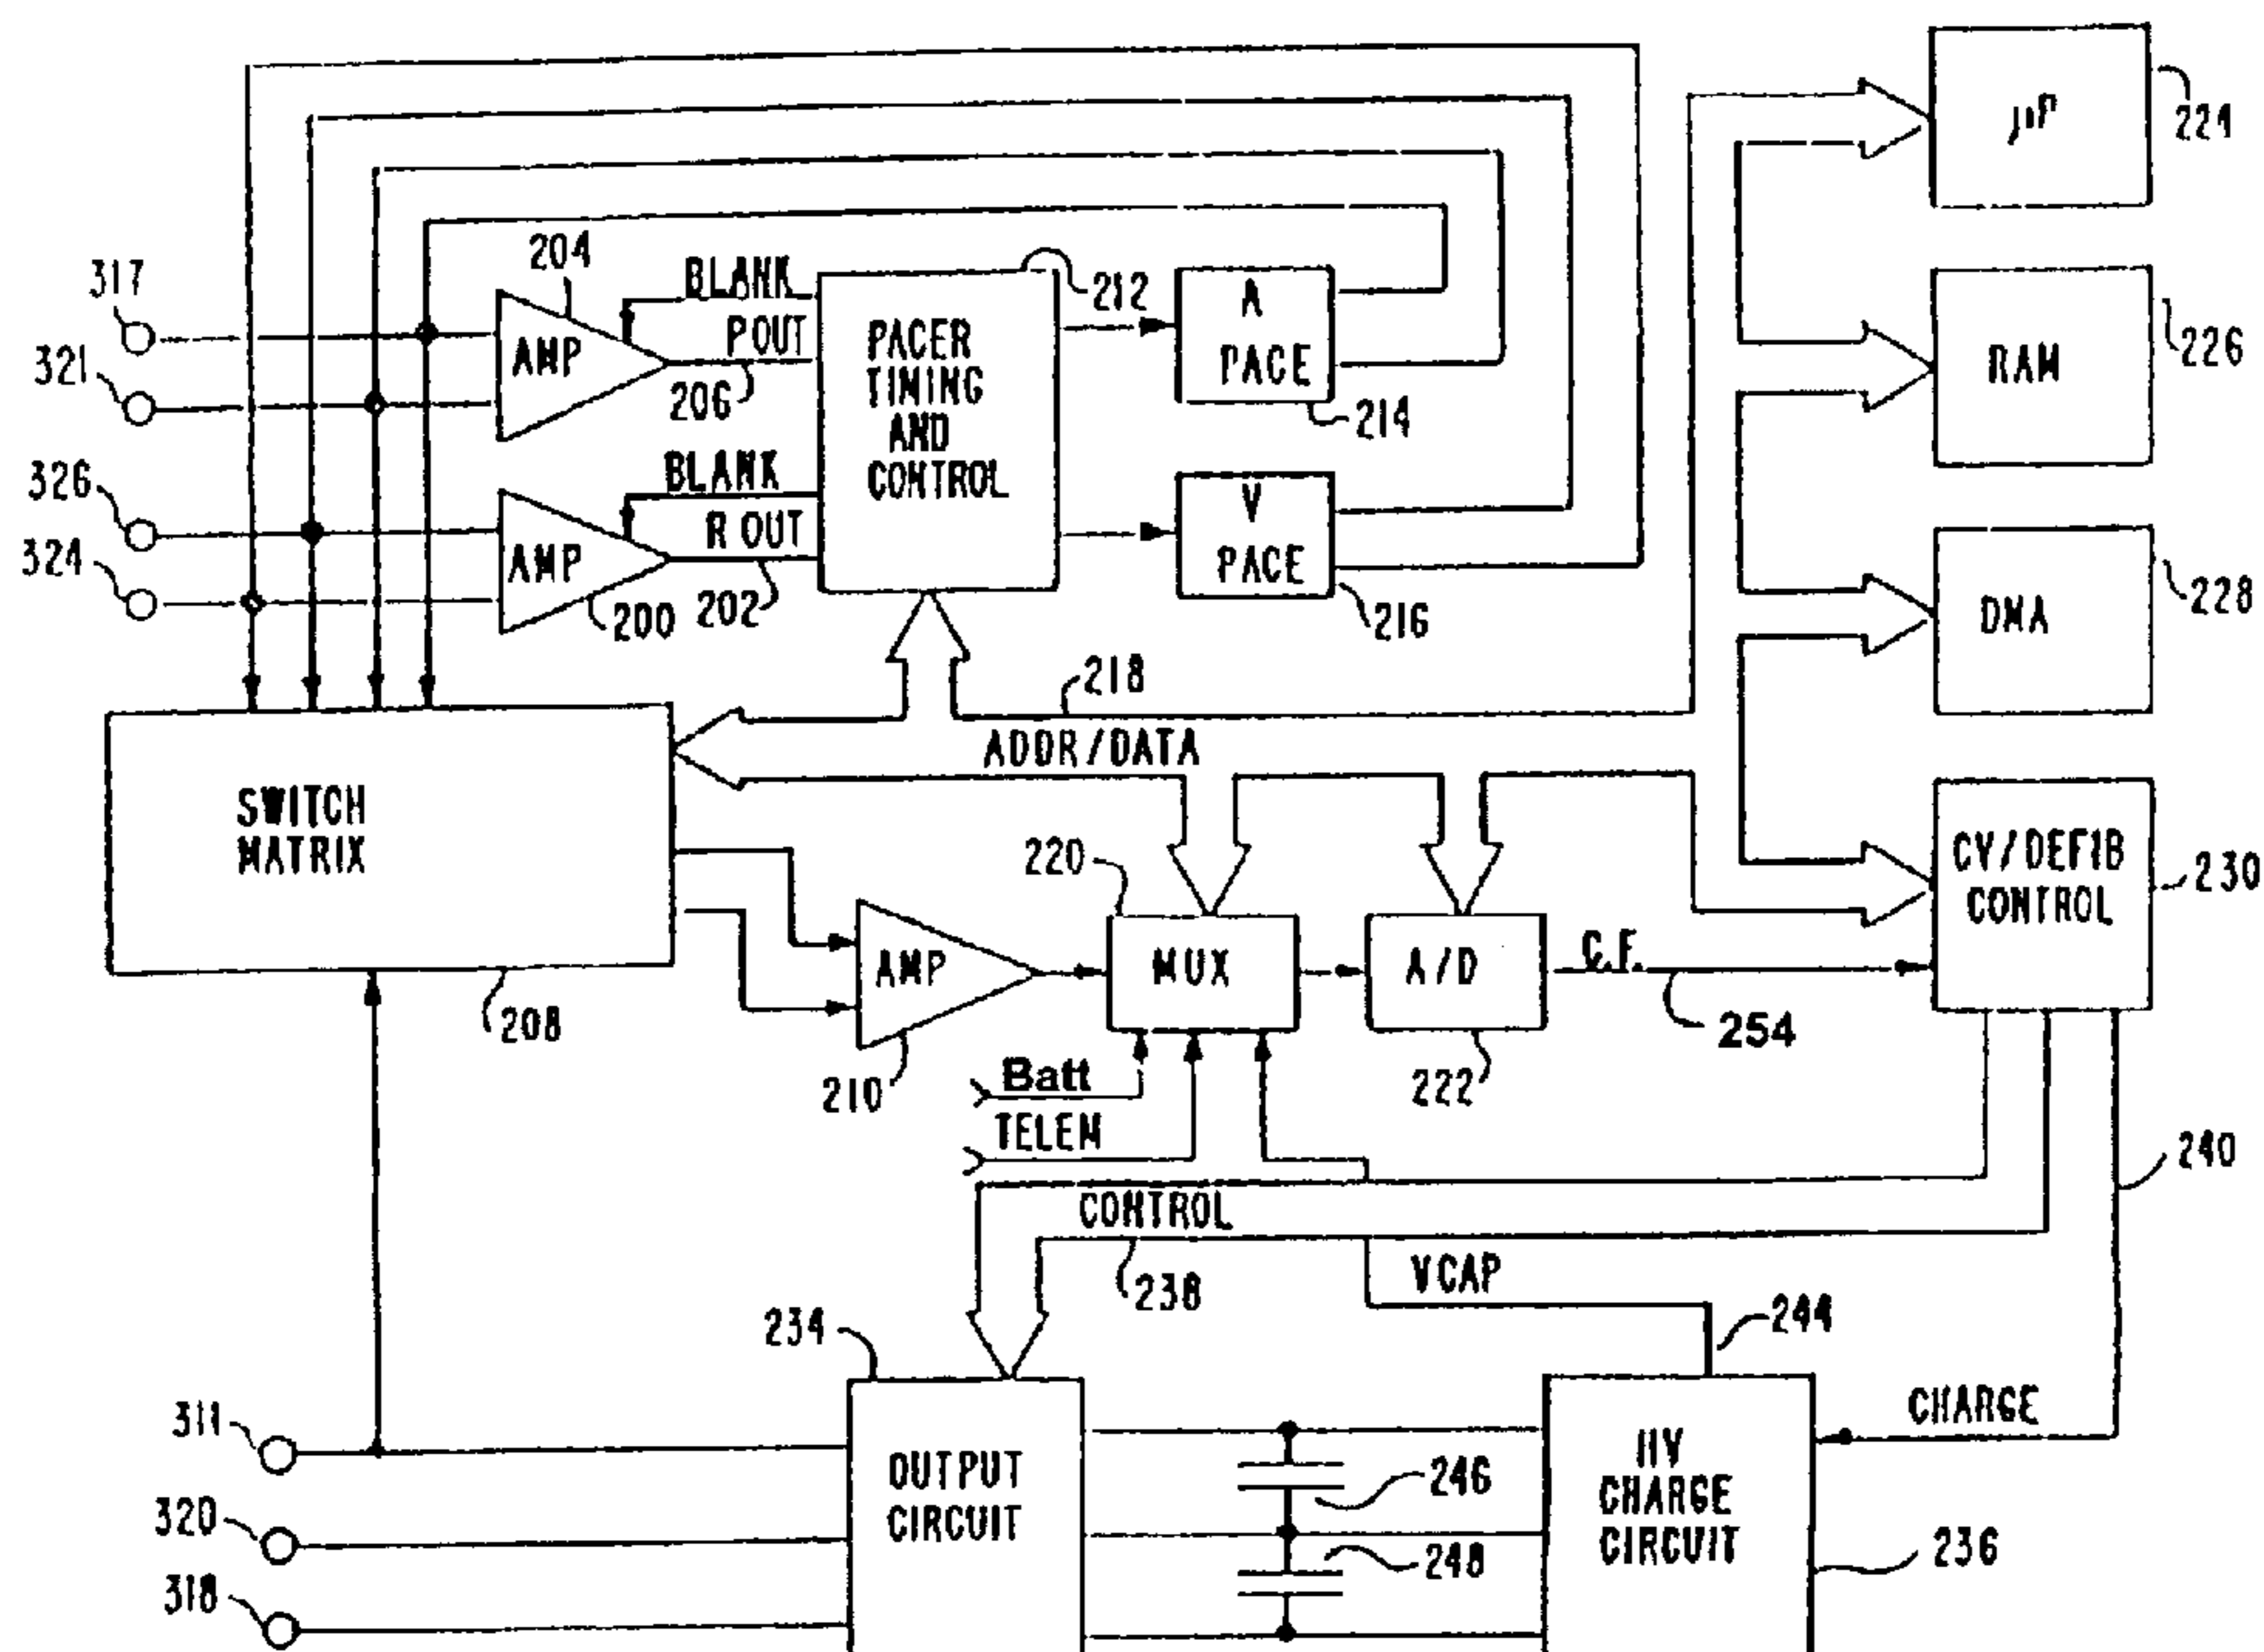 224
μP
317
204
BLANK
212
A
PACE
RAM
226
321
AMP
P OUT
206
PACER
TIMING
AND
CONTROL
214
326
BLANK
R OUT
V
PACE
324
AMP
200
202
216
DMA
228
218
ADDR/DATA
SWITCH
MATRIX
220
CV/DEFIB
CONTROL
230
AMP
MUX
A/D
C.F.
208
254
210
Batt
222
TELEM
240
CONTROL
238
VCAP
234
244
311
CHARGE
OUTPUT
CIRCUIT
246
HV
CHARGE
CIRCUIT
320
248
236
318